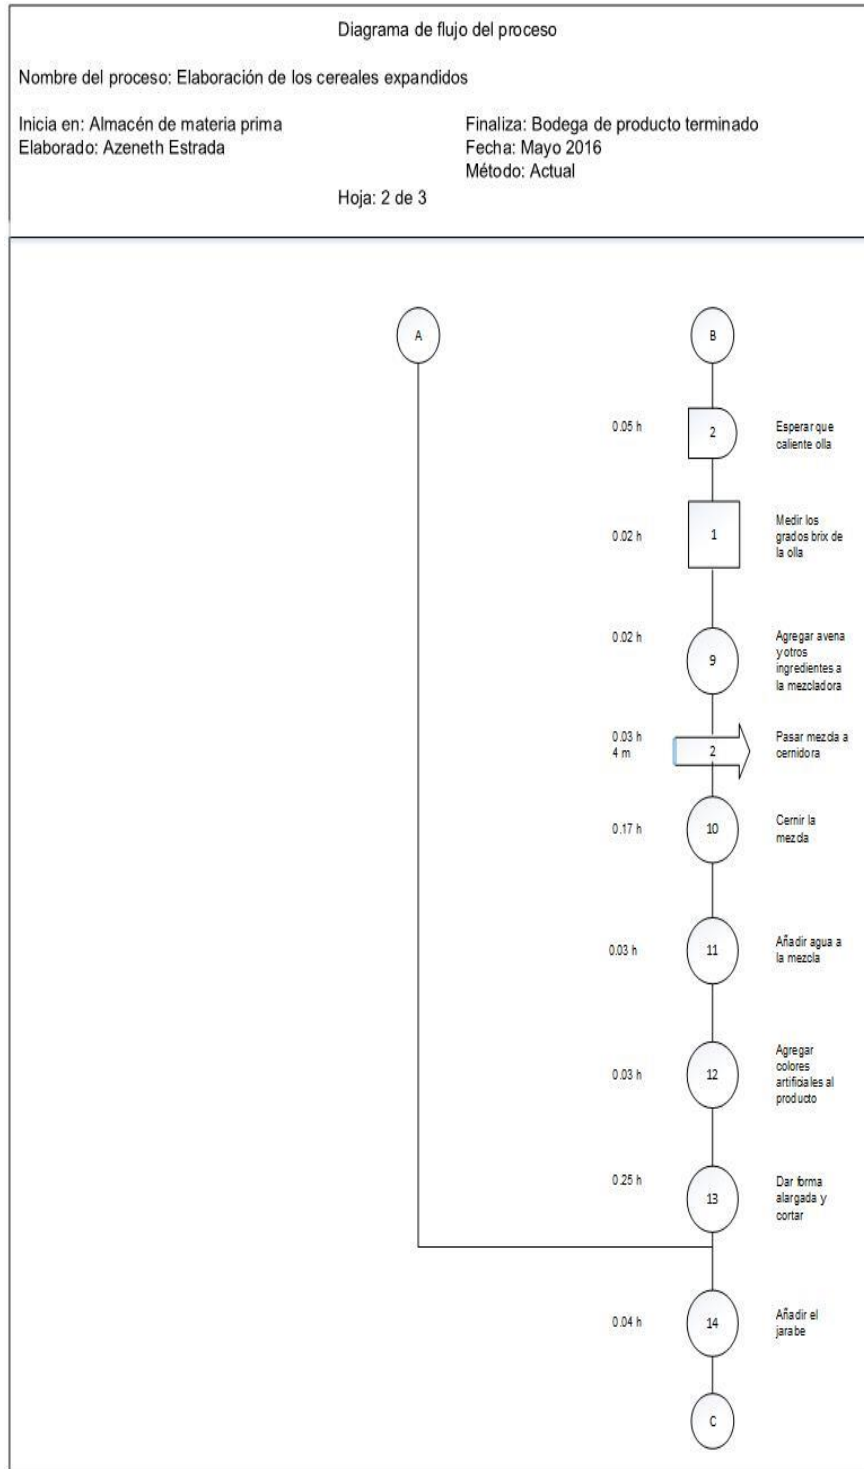 Diagrama de flujo del proceso
Nombre del proceso: Elaboración de los cereales expandidos
Inicia en: Almacén de materia prima
Finaliza: Bodega de producto terminado
Elaborado: Azeneth Estrada
Fecha: Mayo 2016
Método: Actual
Hoja: 2 de 3
A
B
0.05 h
2
Esperar que
caliente olla
0.02 h
1
Medir los
grados brix de
la olla
0.02 h
9
Agregar avena
y otros
ingredientes a
la mezcladora
0.03 h
4 m
2
Pasar mezcla a
cernidora
0.17 h
10
Cernir la
mezcla
0.03 h
11
Añadir agua a
la mezcla
0.03 h
12
Agregar
colores
artificiales al
producto
0.25 h
13
Dar forma
alargada y
cortar
0.04 h
14
Añadir el
jarabe
C